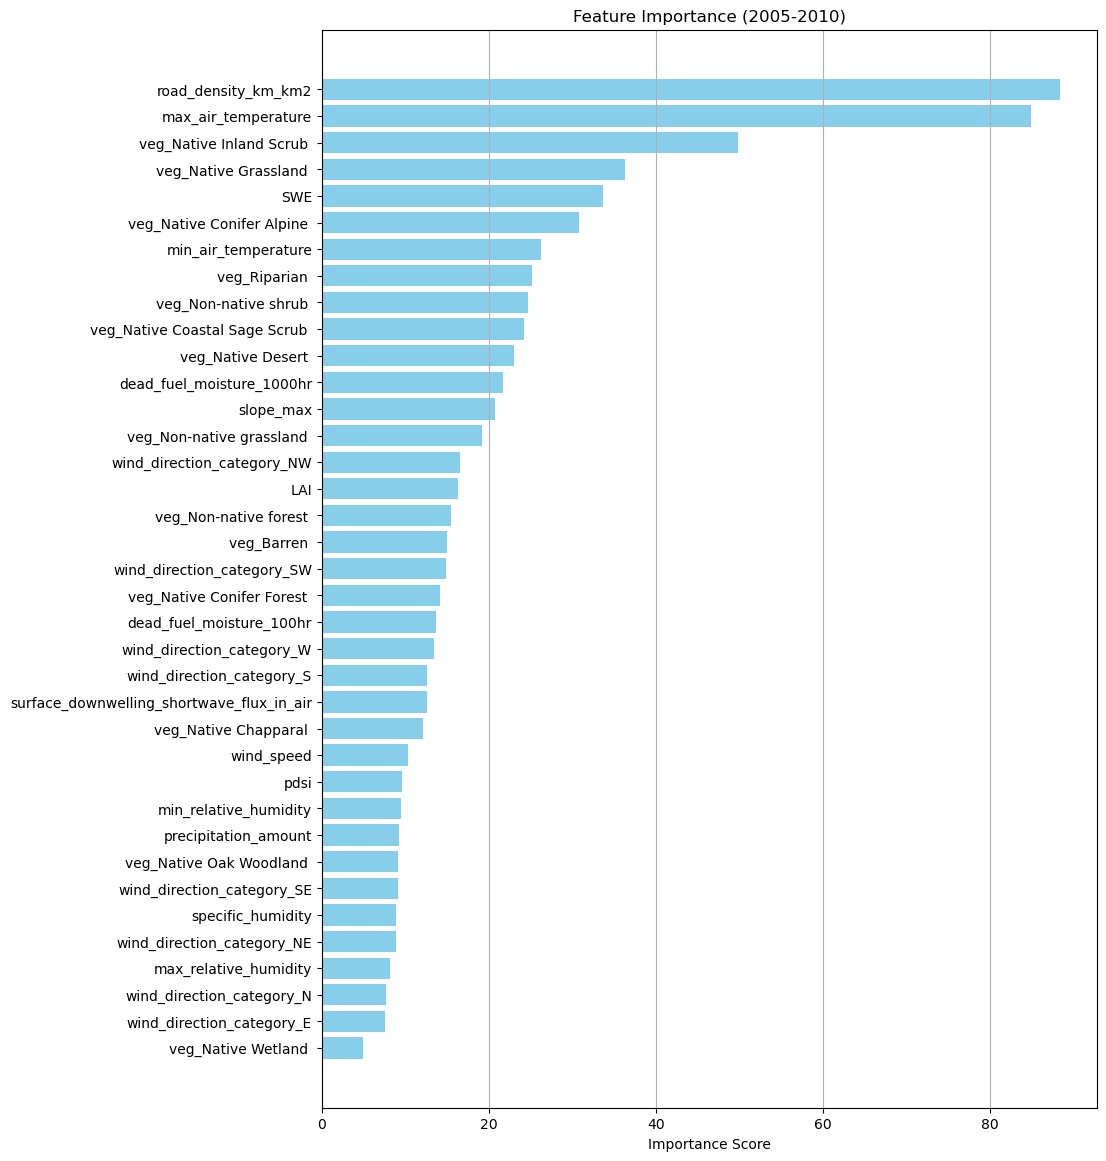 Feature Importance (2005-2010)
road_density_km_km2
max_air_temperature
veg_Native Inland Scrub
veg_Native Grassland
SWE
veg_Native Conifer Alpine
min_air_temperature
veg_Riparian
veg_Non-native shrub
veg_Native Coastal Sage Scrub
veg_Native Desert
dead_fuel_moisture_1000hr
slope_max
veg_Non-native grassland
wind_direction_category_NW
LAI
veg_Non-native forest
veg_Barren
wind_direction_category_SW
veg_Native Conifer Forest
dead_fuel_moisture_100hr
wind_direction_category_W
wind_direction_category_S
surface_downwelling_shortwave_flux_in_air
veg_Native Chapparal
wind_speed
pdsi
min_relative_humidity
precipitation_amount
veg_Native Oak Woodland
wind_direction_category_SE
specific_humidity
wind_direction_category_NE
max_relative_humidity
wind_direction_category_N
wind_direction_category_E
veg_Native Wetland
0 20 40 60 80
Importance Score